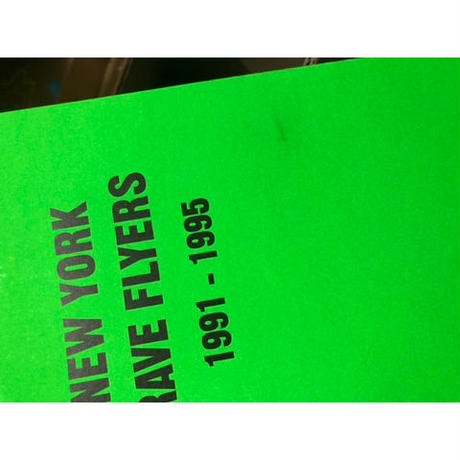 NEW YORK
RAVE FLYERS
1991 - 1995